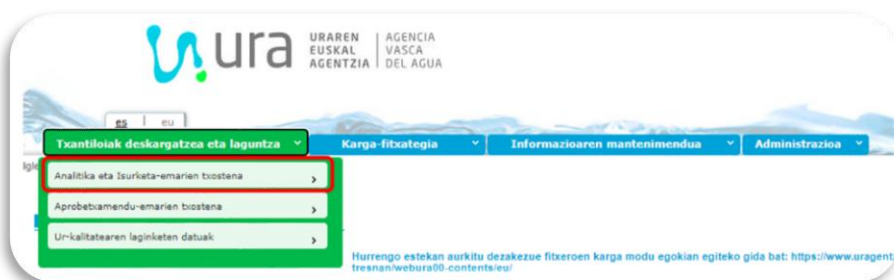 ura
URAREN EUSKAL AGENTZIA
AGENCIA VASCA DEL AGUA
es | eu
Txantiloiak deskargatzea eta laguntza
Karga-fitxategia
Informazioaren mantenimendua
Administrazioa
Analitika eta Isurketa-emarien txostena
Aprobetxamendu-emarien txostena
Ur-kalitatearen laginketen datuak
Hurrengo estekan aurkitu dezakezue fitxeroen karga modu egokian egiteko gida bat: https://www.uragen
tresnan/webura00-contents/eu/